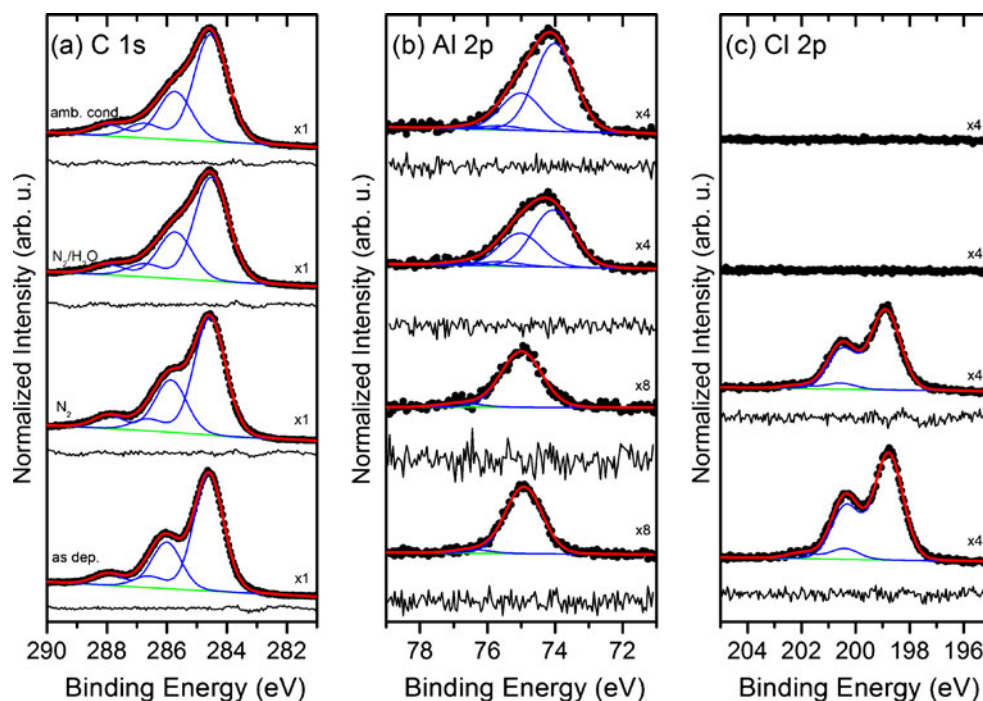 (a) C 1s
amb. cond.
x1
N₂/H₂O
x1
N₂
x1
as dep.
x1
290 288 286 284 282
Binding Energy (eV)
Normalized Intensity (arb. u.)
(b) Al 2p
x4
x4
x8
x8
78 76 74 72
Binding Energy (eV)
Normalized Intensity (arb. u.)
(c) Cl 2p
x4
x4
x4
x4
204 202 200 198 196
Binding Energy (eV)
Normalized Intensity (arb. u.)